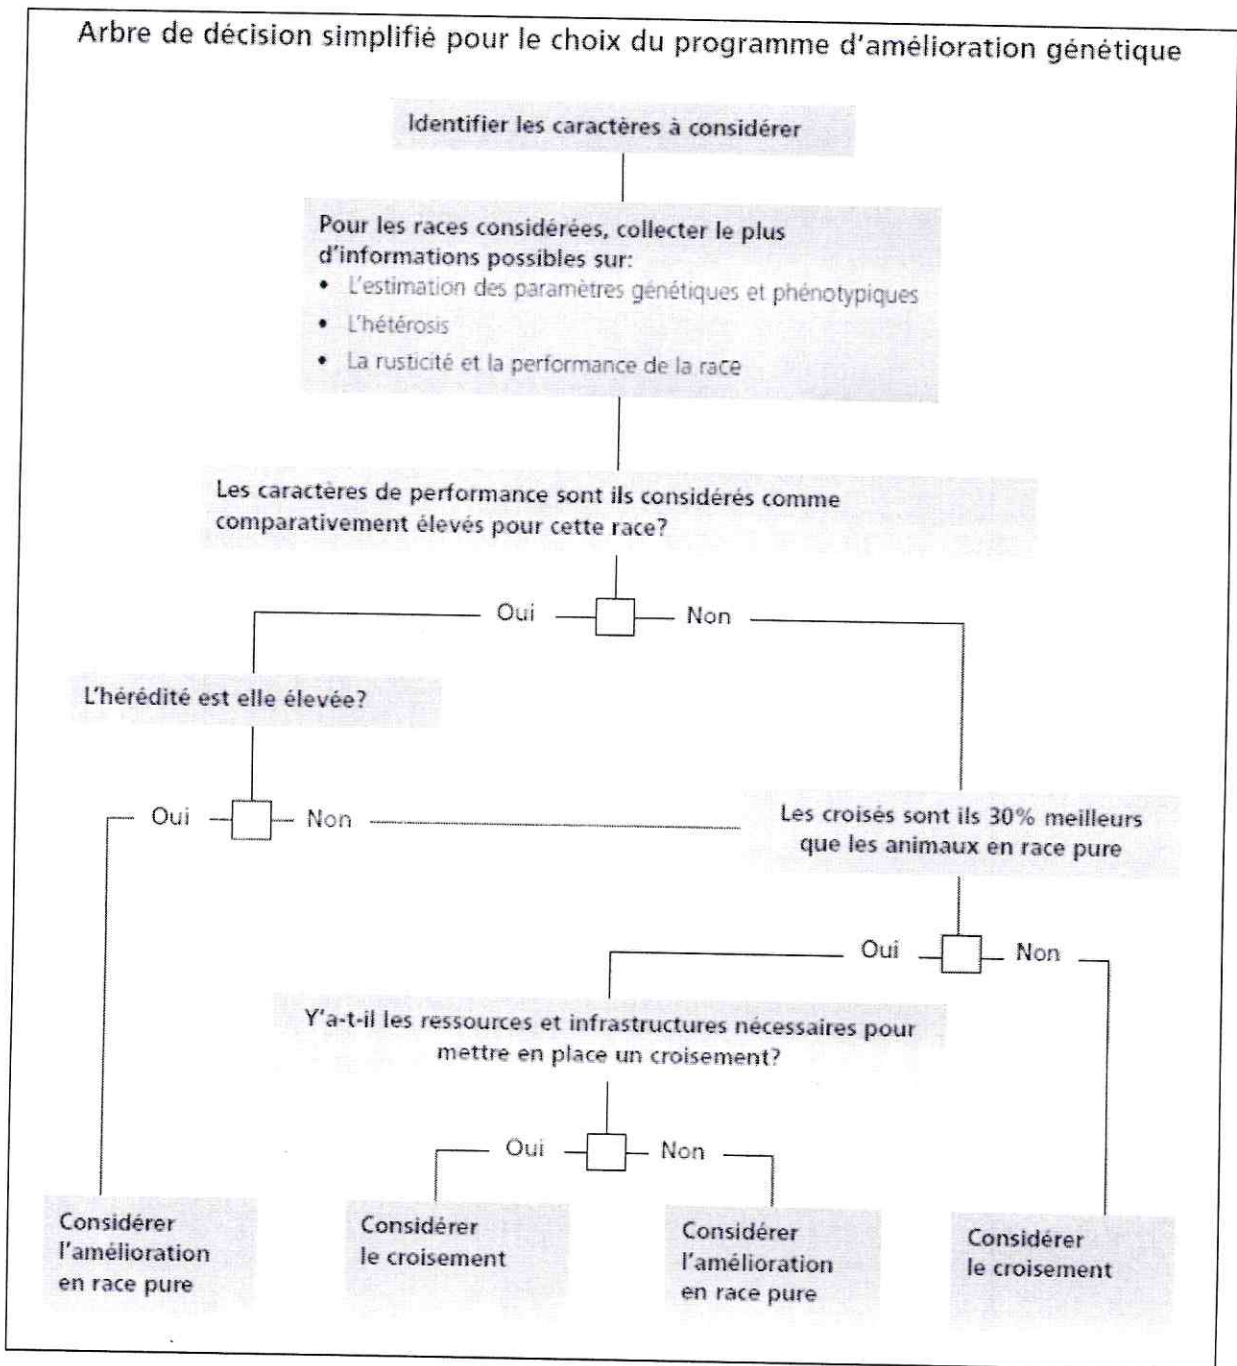 Arbre de décision simplifié pour le choix du programme d'amélioration génétique
Identifier les caractères à considérer
Pour les races considérées, collecter le plus
d'informations possibles sur:
• L'estimation des paramètres génétiques et phénotypiques
• L'hétérosis
• La rusticité et la performance de la race
Les caractères de performance sont ils considérés comme
comparativement élevés pour cette race?
Oui
Non
L'hérédité est elle élevée?
Oui
Non
Les croisés sont ils 30% meilleurs
que les animaux en race pure
Oui
Non
Y'a-t-il les ressources et infrastructures nécessaires pour
mettre en place un croisement?
Oui
Non
Considérer
l'amélioration
en race pure
Considérer
le croisement
Considérer
l'amélioration
en race pure
Considérer
le croisement